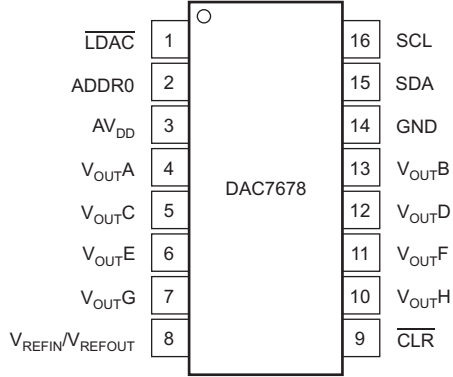 LDAC 1 16 SCL
ADDR0 2 15 SDA
AVDD 3 14 GND
VOUTA 4 13 VOUTB
DAC7678
VOUTC 5 12 VOUTD
VOUTE 6 11 VOUTF
VOUTG 7 10 VOUTH
VREFIN/VREFOUT 8 9 CLR